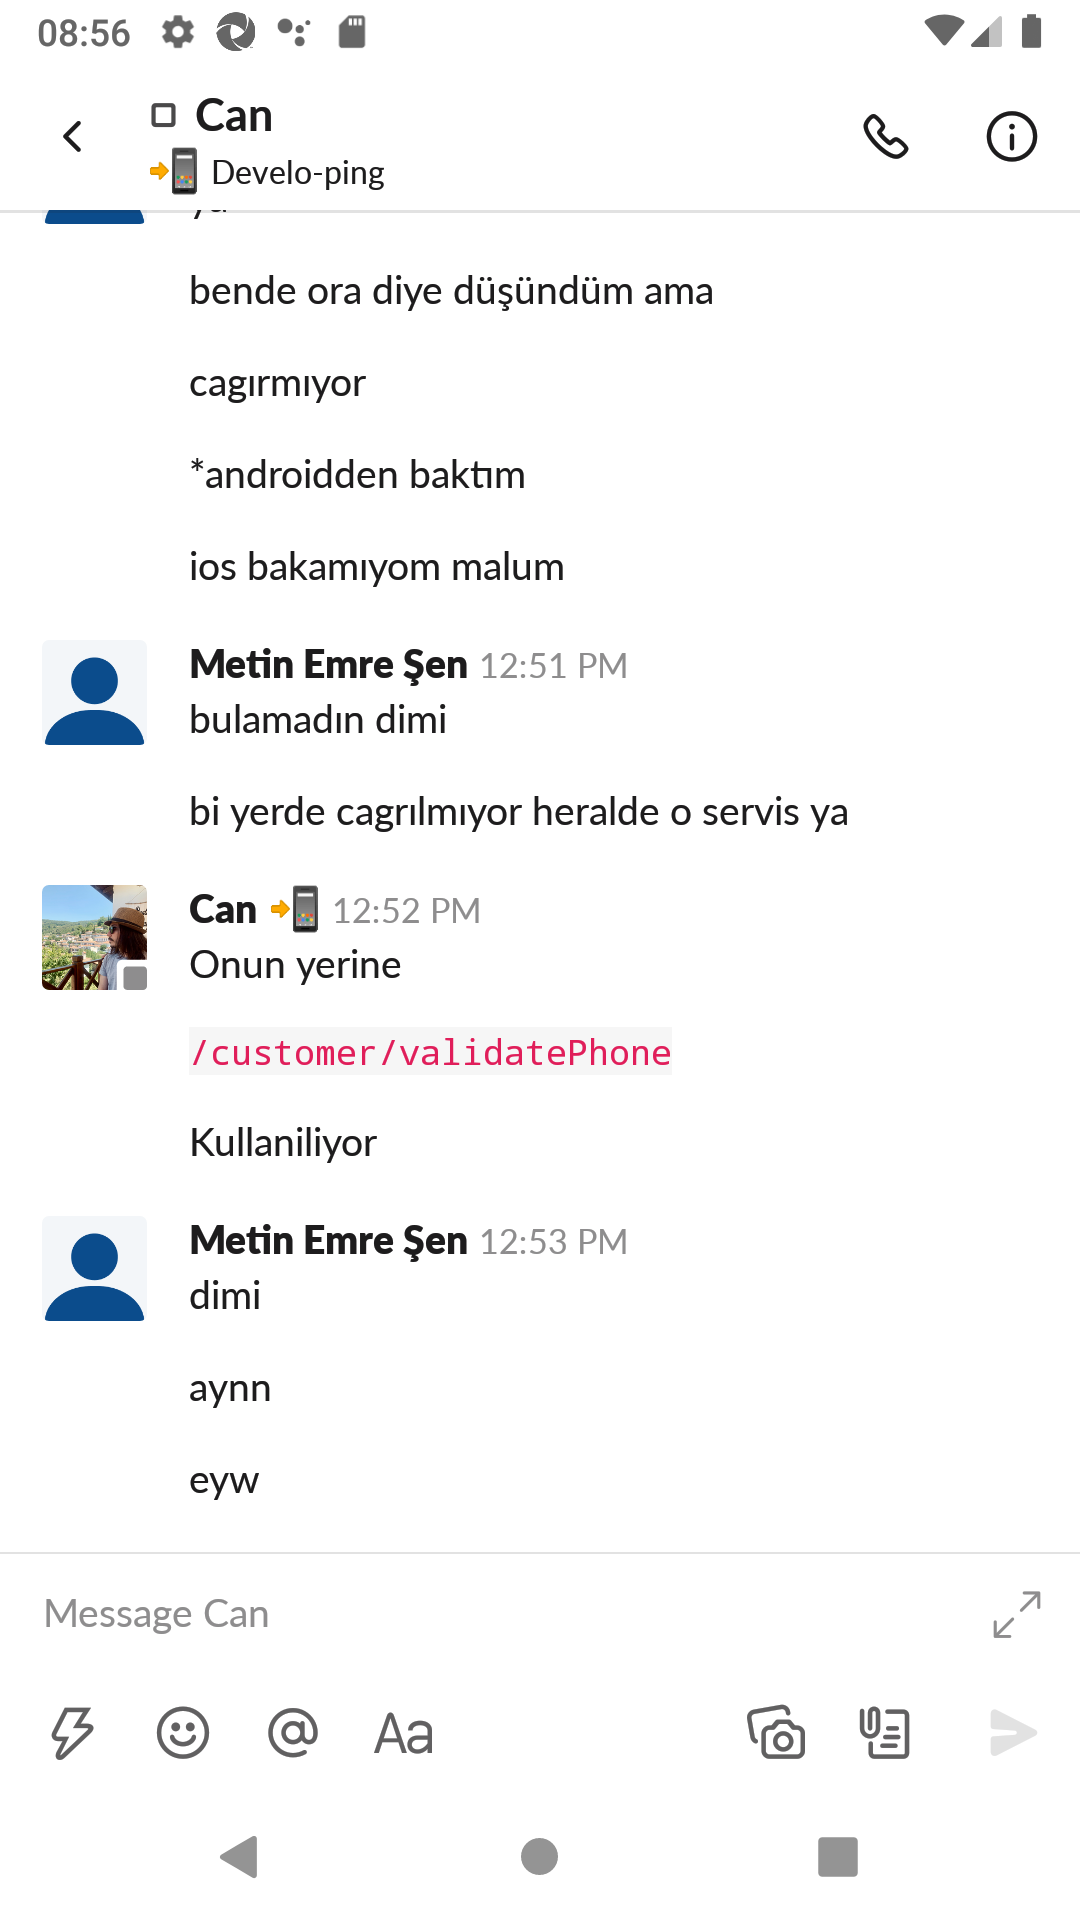 08:56
Can
Develo-ping
bende ora diye düşündüm ama
cagırmıyor
*androidden baktım
ios bakamıyom malum
Metin Emre Şen 12:51 PM
bulamadın dimi
bi yerde cagrılmıyor heralde o servis ya
Can 12:52 PM
Onun yerine
/customer/validatePhone
Kullaniliyor
Metin Emre Şen 12:53 PM
dimi
aynn
eyw
Message Can
Aa